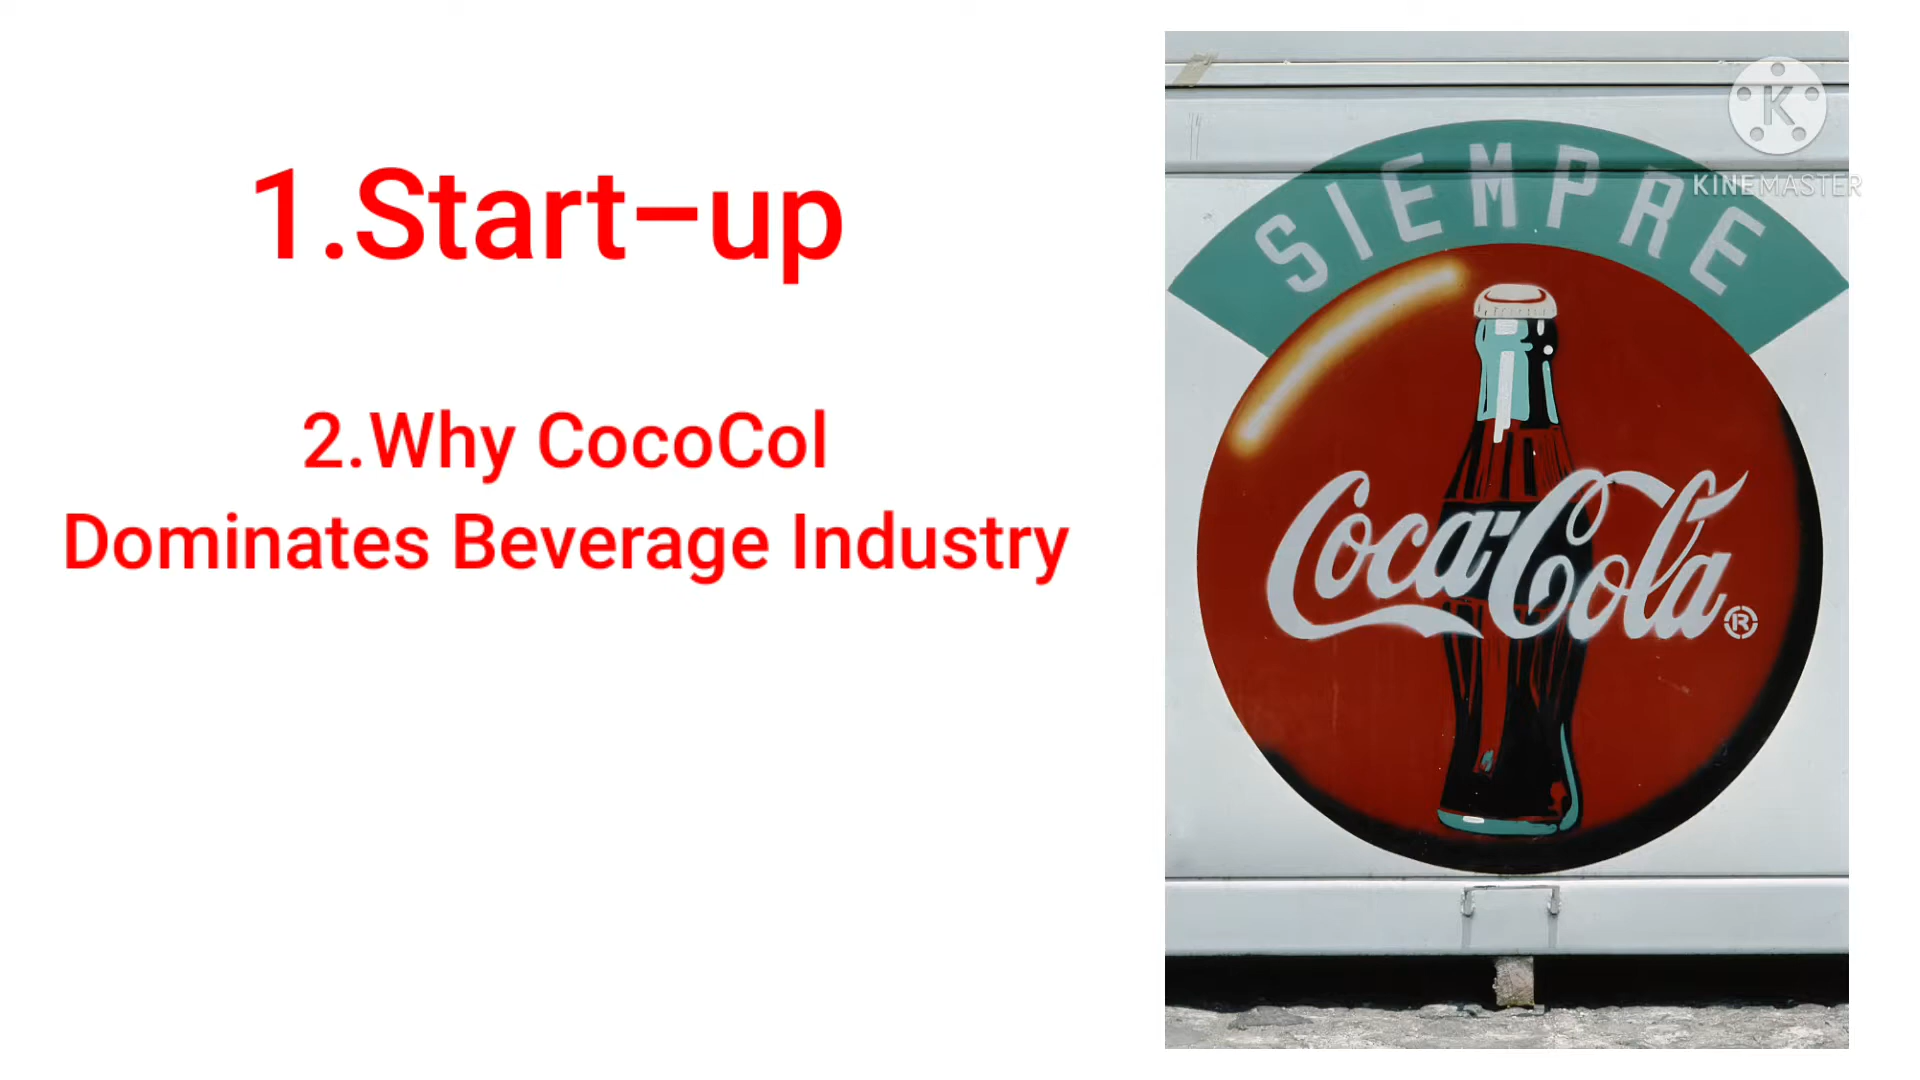 1.Start–up
2.Why CocoCol
Dominates Beverage Industry
SIEMPRE
Coca-Cola®
K
KINEMASTER